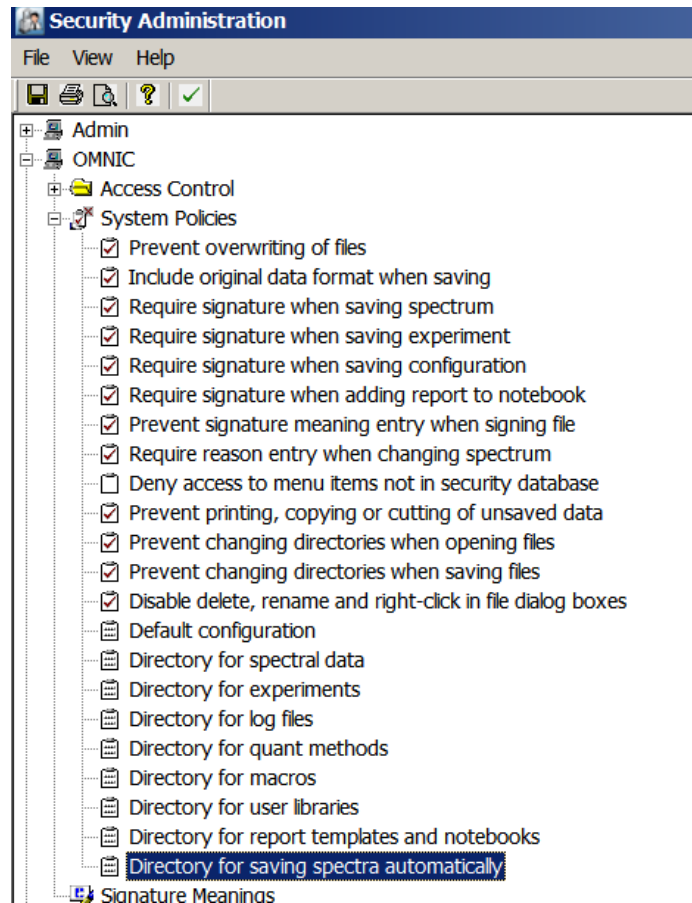 Security Administration
File View Help
Admin
OMNIC
Access Control
System Policies
Prevent overwriting of files
Include original data format when saving
Require signature when saving spectrum
Require signature when saving experiment
Require signature when saving configuration
Require signature when adding report to notebook
Prevent signature meaning entry when signing file
Require reason entry when changing spectrum
Deny access to menu items not in security database
Prevent printing, copying or cutting of unsaved data
Prevent changing directories when opening files
Prevent changing directories when saving files
Disable delete, rename and right-click in file dialog boxes
Default configuration
Directory for spectral data
Directory for experiments
Directory for log files
Directory for quant methods
Directory for macros
Directory for user libraries
Directory for report templates and notebooks
Directory for saving spectra automatically
Signature Meanings